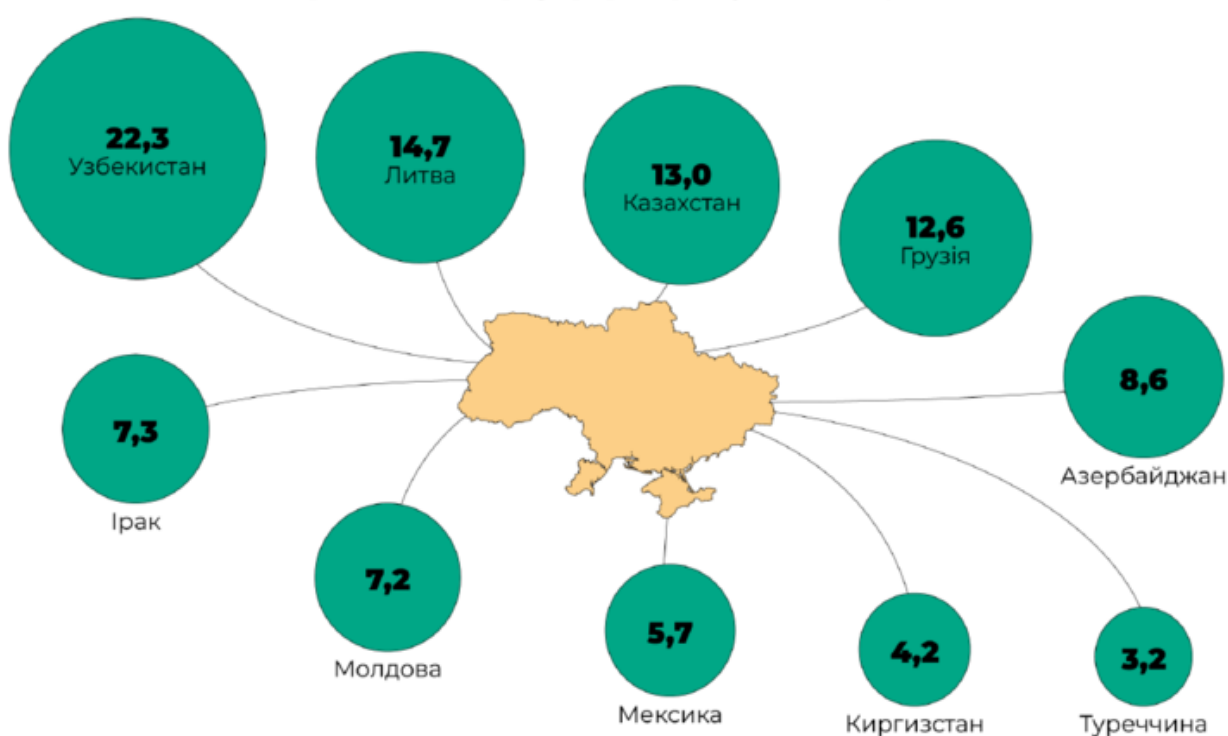 22,3
Узбекистан
14,7
Литва
13,0
Казахстан
12,6
Грузія
8,6
Азербайджан
7,3
Ірак
7,2
Молдова
5,7
Мексика
4,2
Киргизстан
3,2
Туреччина